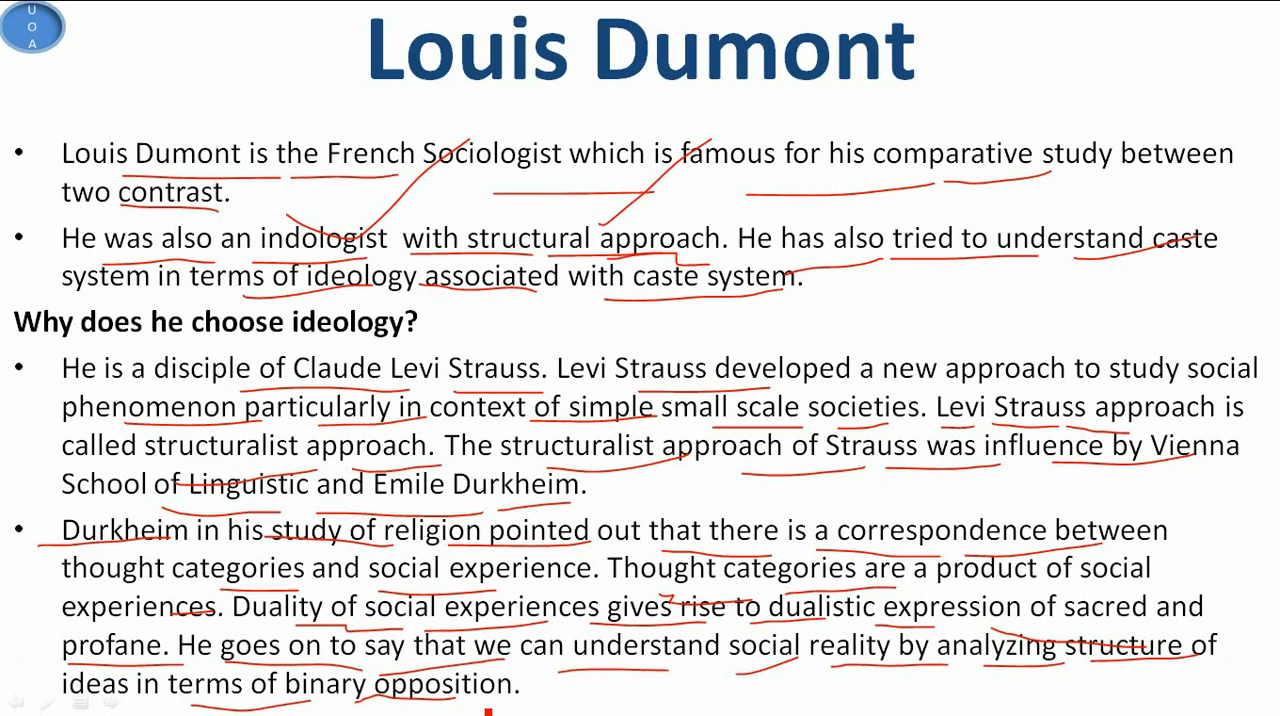 U
O
A
Louis Dumont
• Louis Dumont is the French Sociologist which is famous for his comparative study between
two contrast.
• He was also an indologist with structural approach. He has also tried to understand caste
system in terms of ideology associated with caste system.
Why does he choose ideology?
• He is a disciple of Claude Levi Strauss. Levi Strauss developed a new approach to study social
phenomenon particularly in context of simple small scale societies. Levi Strauss approach is
called structuralist approach. The structuralist approach of Strauss was influence by Vienna
School of Linguistic and Emile Durkheim.
• Durkheim in his study of religion pointed out that there is a correspondence between
thought categories and social experience. Thought categories are a product of social
experiences. Duality of social experiences gives rise to dualistic expression of sacred and
profane. He goes on to say that we can understand social reality by analyzing structure of
ideas in terms of binary opposition.